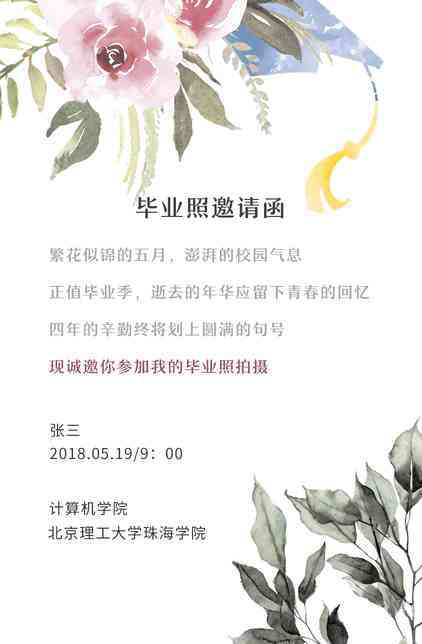 毕业照邀请函
繁花似锦的五月，澎湃的校园气息
正值毕业季，逝去的年华应留下青春的回忆
四年的辛勤终将划上圆满的句号
现诚邀你参加我的毕业照拍摄
张三
2018.05.19/9：00
计算机学院
北京理工大学珠海学院